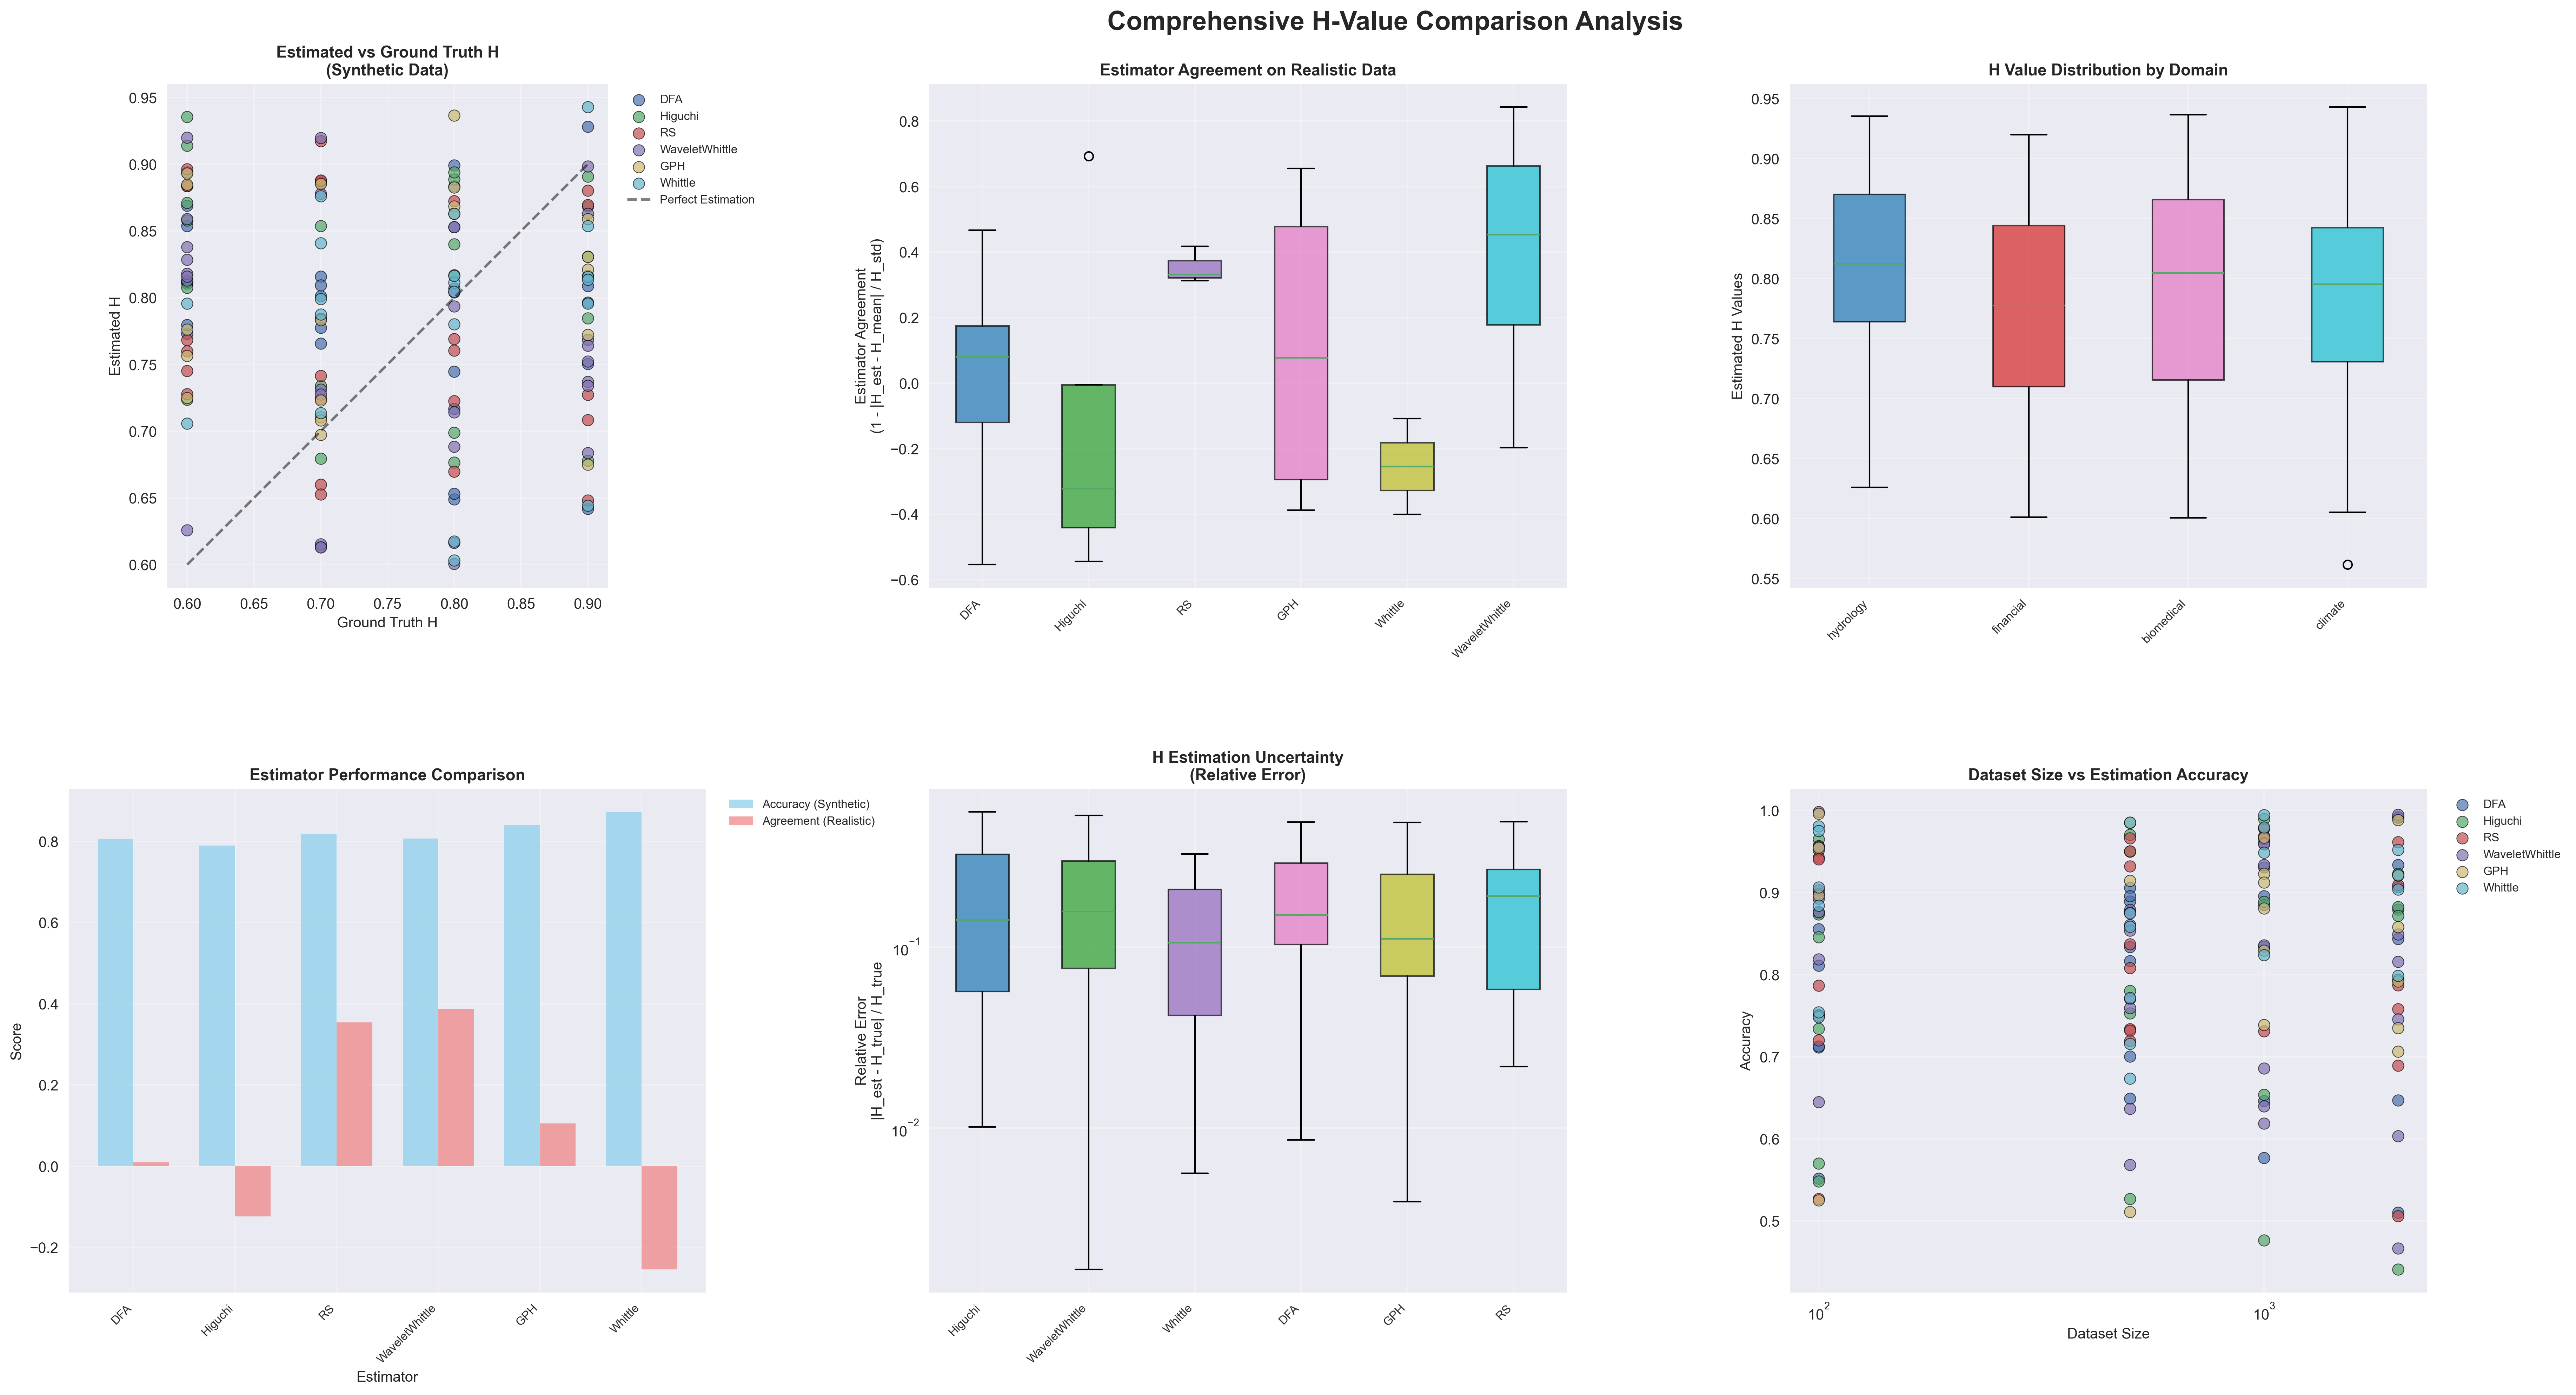 Comprehensive H-Value Comparison Analysis
Estimated vs Ground Truth H
(Synthetic Data)
Estimated H
0.95
0.90
0.85
0.80
0.75
0.70
0.65
0.60
0.60 0.65 0.70 0.75 0.80 0.85 0.90
Ground Truth H
DFA
Higuchi
RS
WaveletWhittle
GPH
Whittle
Perfect Estimation
Estimator Agreement on Realistic Data
Estimator Agreement
(1 - |H_est - H_mean| / H_std)
0.8
0.6
0.4
0.2
0.0
−0.2
−0.4
−0.6
DFA
Higuchi
RS
GPH
Whittle
WaveletWhittle
H Value Distribution by Domain
Estimated H Values
0.95
0.90
0.85
0.80
0.75
0.70
0.65
0.60
0.55
hydrology
financial
biomedical
climate
Estimator Performance Comparison
Score
0.8
0.6
0.4
0.2
0.0
−0.2
DFA
Higuchi
RS
WaveletWhittle
GPH
Whittle
Estimator
Accuracy (Synthetic)
Agreement (Realistic)
H Estimation Uncertainty
(Relative Error)
Relative Error
|H_est - H_true| / H_true
10⁻¹
10⁻²
Higuchi
WaveletWhittle
Whittle
DFA
GPH
RS
Dataset Size vs Estimation Accuracy
Accuracy
1.0
0.9
0.8
0.7
0.6
0.5
10² 10³
Dataset Size
DFA
Higuchi
RS
WaveletWhittle
GPH
Whittle